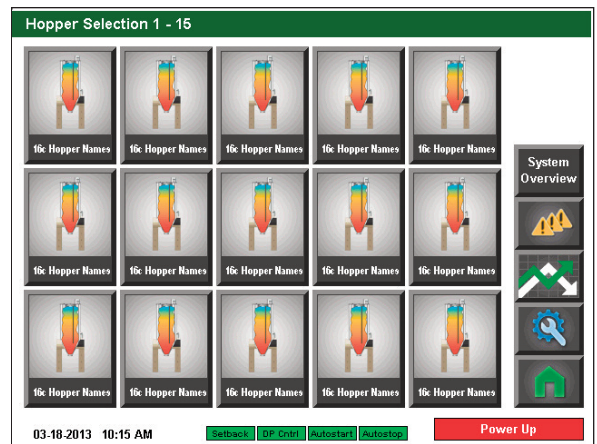 Hopper Selection 1 - 15
16c Hopper Names 16c Hopper Names 16c Hopper Names 16c Hopper Names 16c Hopper Names
System
Overview
16c Hopper Names 16c Hopper Names 16c Hopper Names 16c Hopper Names 16c Hopper Names
16c Hopper Names 16c Hopper Names 16c Hopper Names 16c Hopper Names 16c Hopper Names
03-18-2013 10:15 AM Setback DP Cntrl Autostart Autostop Power Up